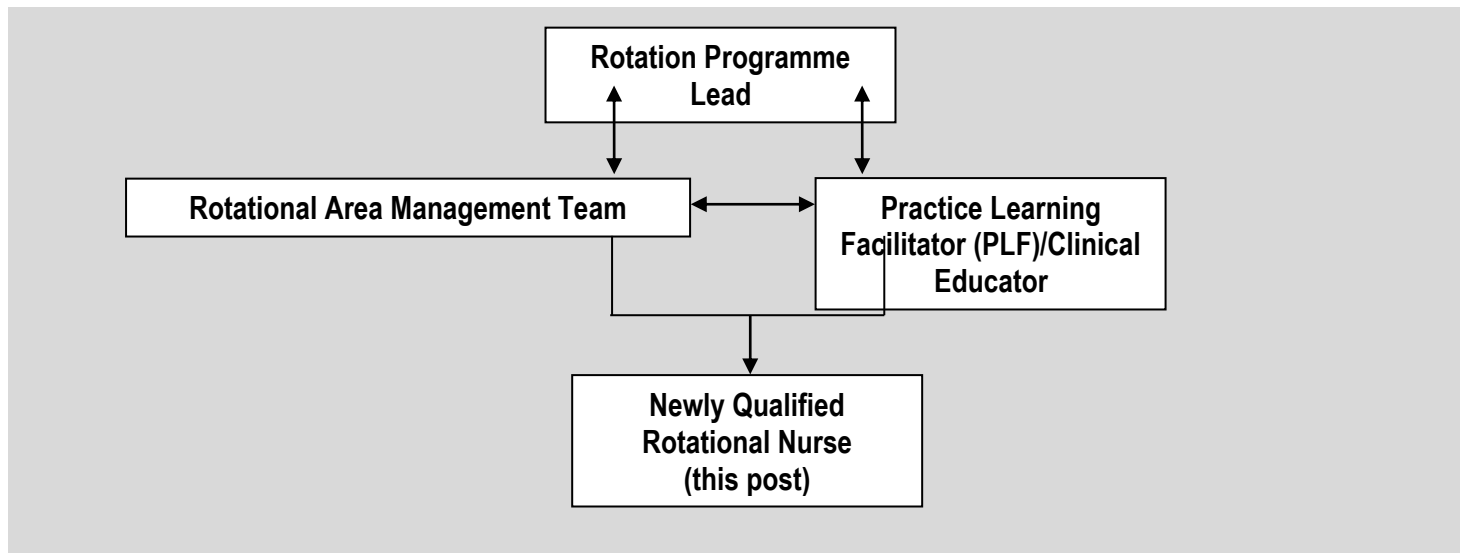 Rotation Programme
Lead
Rotational Area Management Team
Practice Learning
Facilitator (PLF)/Clinical
Educator
Newly Qualified
Rotational Nurse
(this post)